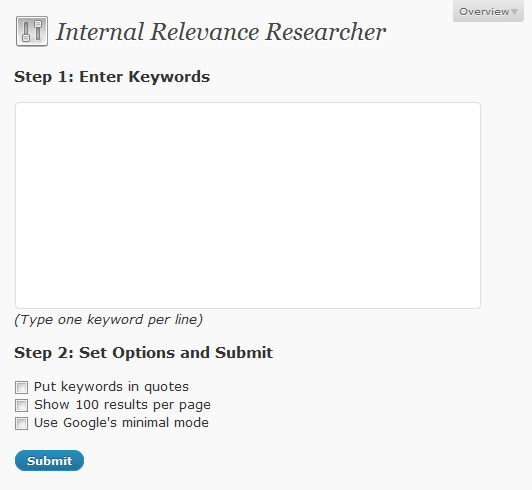 Overview
Internal Relevance Researcher
Step 1: Enter Keywords
(Type one keyword per line)
Step 2: Set Options and Submit
Put keywords in quotes
Show 100 results per page
Use Google's minimal mode
Submit